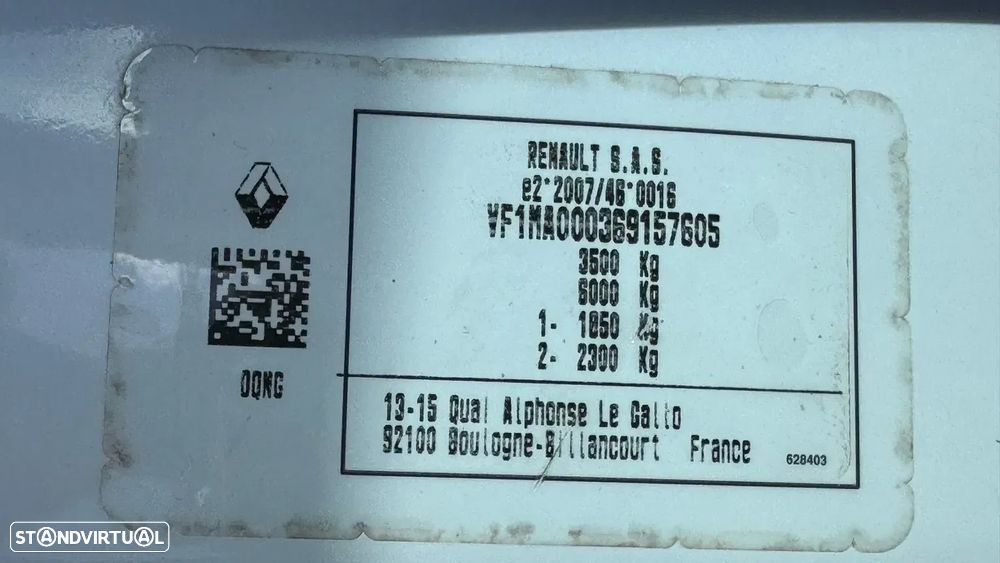 RENAULT S.A.S.
e2*2007/46*0016
VF1MA000369157605
3500 Kg
6000 Kg
1- 1850 Kg
2- 2300 Kg
0QNG
13-15 Quai Alphonse Le Gallo
92100 Boulogne-Billancourt France
628403
STANDVIRTUAL